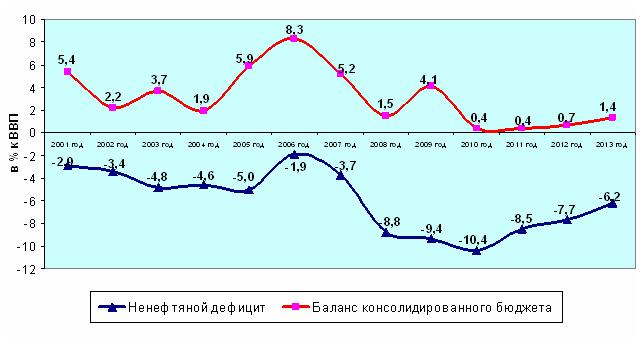 в % к ВВП
10
8
6
4
2
0
-2
-4
-6
-8
-10
-12
5,4 2,2 3,7 1,9 5,9 8,3 5,2 1,5 4,1 0,4 0,4 0,7 1,4
2001 год 2002 год 2003 год 2004 год 2005 год 2006 год 2007 год 2008 год 2009 год 2010 год 2011 год 2012 год 2013 год
-2,9 -3,4 -4,8 -4,6 -5,0 -1,9 -3,7 -8,8 -9,4 -10,4 -8,5 -7,7 -6,2
Ненефтяной дефицит Баланс консолидированного бюджета